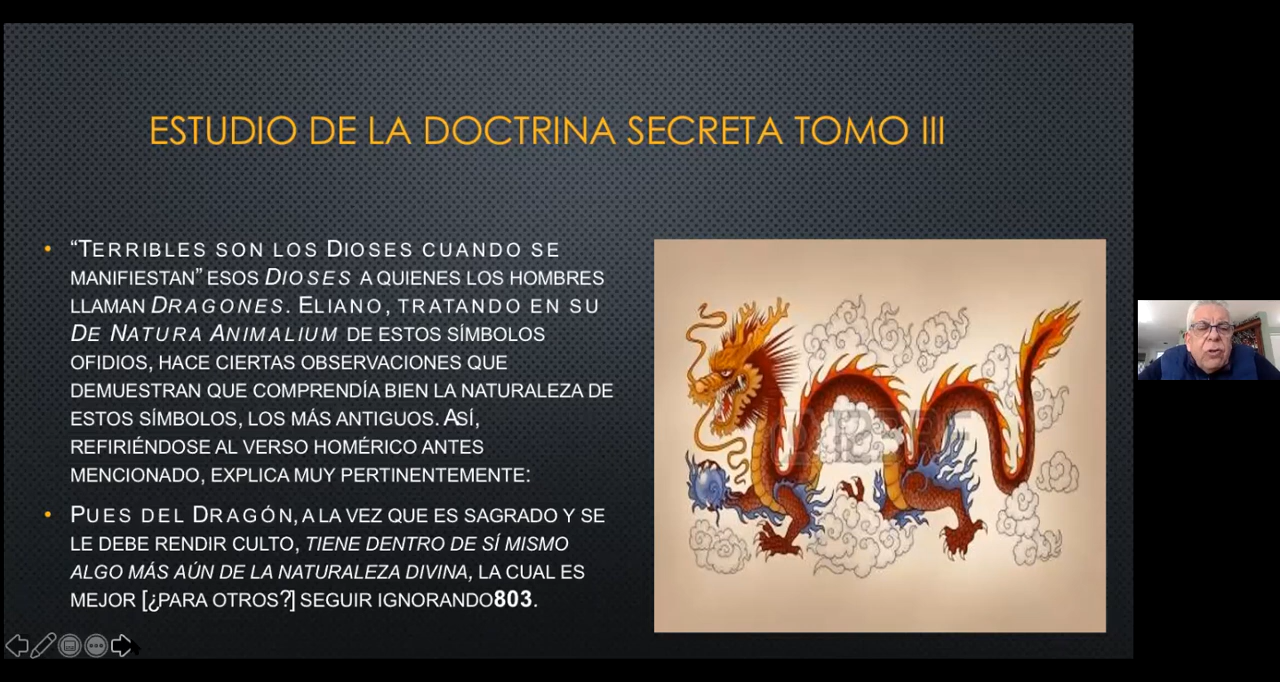 ESTUDIO DE LA DOCTRINA SECRETA TOMO III
• “TERRIBLES SON LOS DIOSES CUANDO SE
MANIFIESTAN” ESOS DIOSES A QUIENES LOS HOMBRES
LLAMAN DRAGONES. ELIANO, TRATANDO EN SU
DE NATURA ANIMALIUM DE ESTOS SÍMBOLOS
OFIDIOS, HACE CIERTAS OBSERVACIONES QUE
DEMUESTRAN QUE COMPRENDÍA BIEN LA NATURALEZA DE
ESTOS SÍMBOLOS, LOS MÁS ANTIGUOS. ASÍ,
REFIRIÉNDOSE AL VERSO HOMÉRICO ANTES
MENCIONADO, EXPLICA MUY PERTINENTEMENTE:
• PUES DEL DRAGÓN, A LA VEZ QUE ES SAGRADO Y SE
LE DEBE RENDIR CULTO, TIENE DENTRO DE SÍ MISMO
ALGO MÁS AÚN DE LA NATURALEZA DIVINA, LA CUAL ES
MEJOR [¿PARA OTROS?] SEGUIR IGNORANDO803.